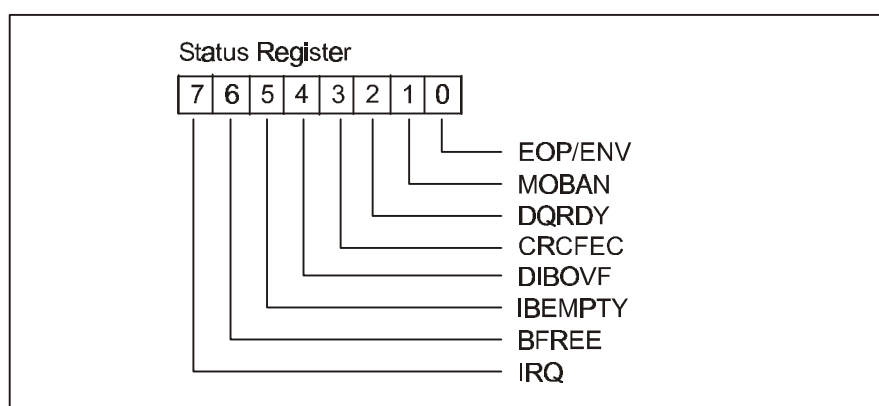 Status Register
7 6 5 4 3 2 1 0
EOP/ENV
MOBAN
DQRDY
CRCFEC
DIBOVF
IBEMPTY
BFREE
IRQ